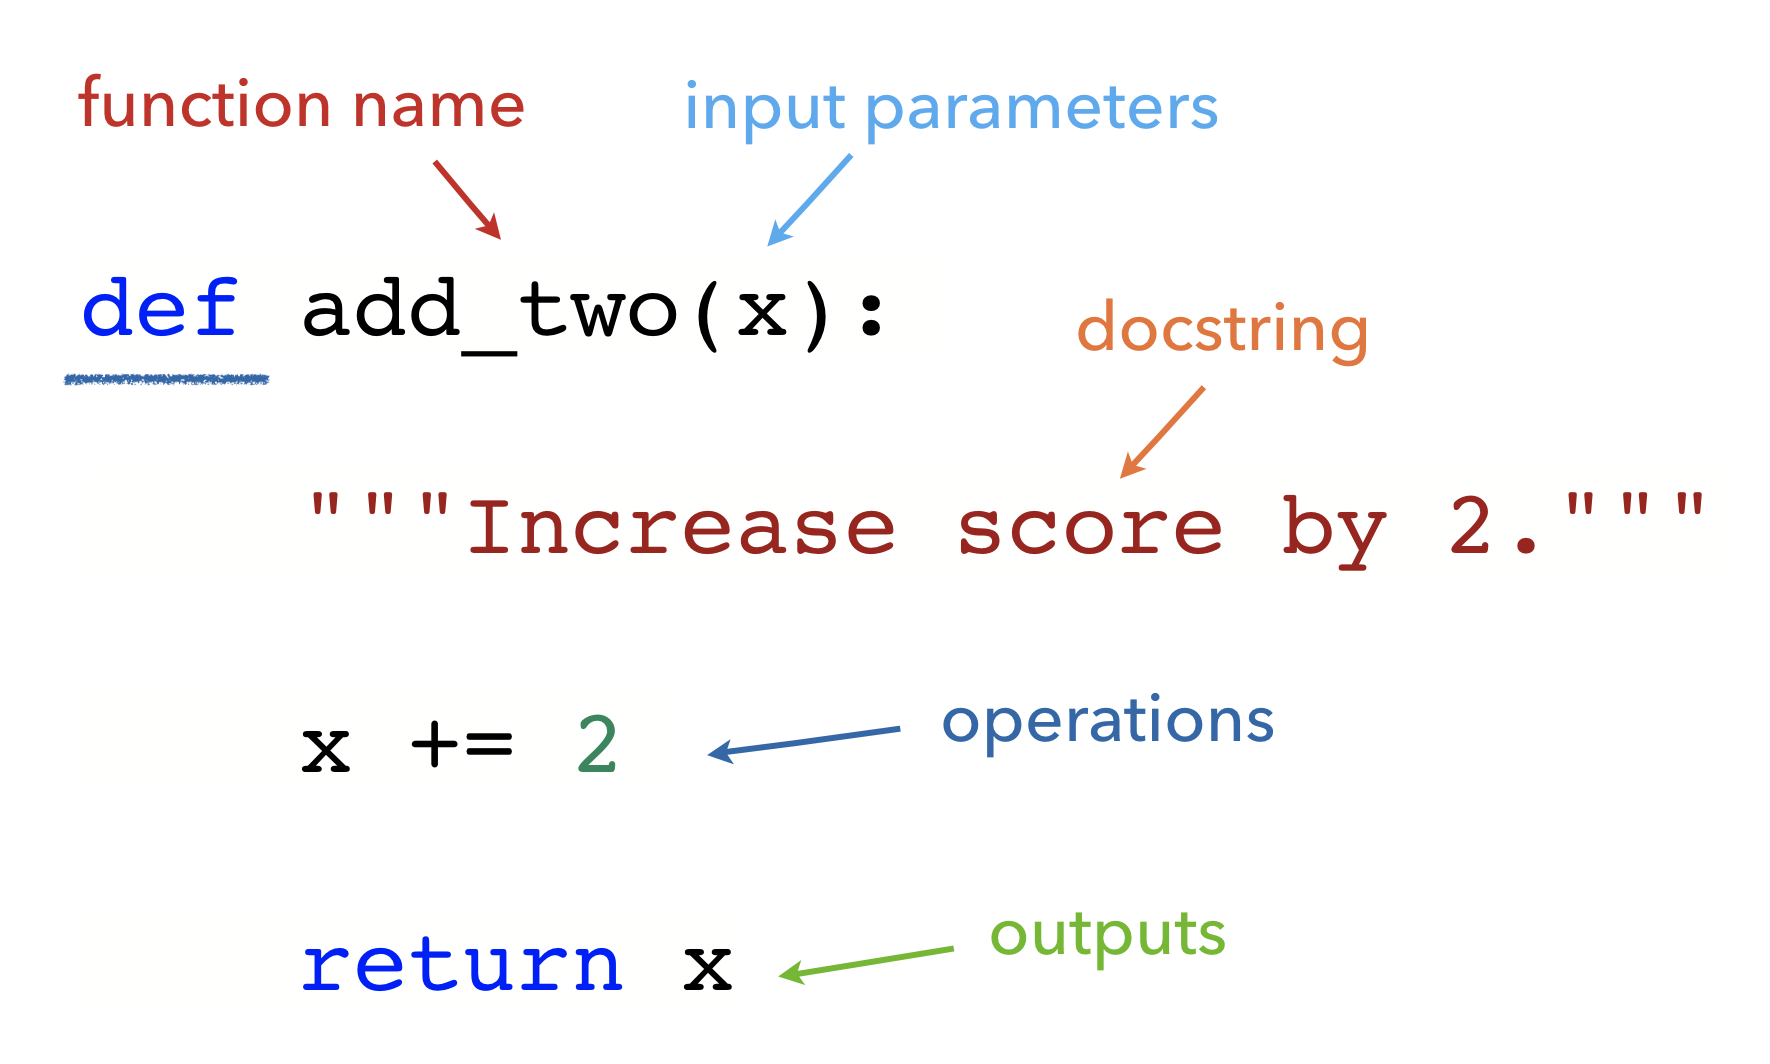 function name
input parameters
def add_two(x):
docstring
"""Increase score by 2."""
x += 2
operations
return x
outputs